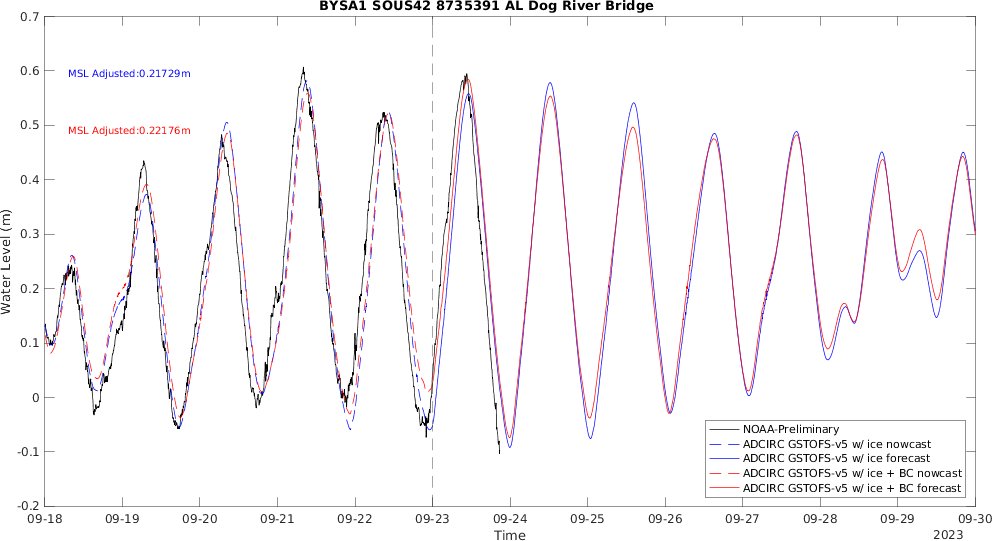 BYSA1 SOUS42 8735391 AL Dog River Bridge
0.7
0.6
0.5
0.4
0.3
0.2
0.1
0
-0.1
-0.2
Water Level (m)
MSL Adjusted:0.21729m
MSL Adjusted:0.22176m
NOAA-Preliminary
ADCIRC GSTOFS-v5 w/ ice nowcast
ADCIRC GSTOFS-v5 w/ ice forecast
ADCIRC GSTOFS-v5 w/ ice + BC nowcast
ADCIRC GSTOFS-v5 w/ ice + BC forecast
09-18 09-19 09-20 09-21 09-22 09-23 09-24 09-25 09-26 09-27 09-28 09-29 09-30
Time
2023